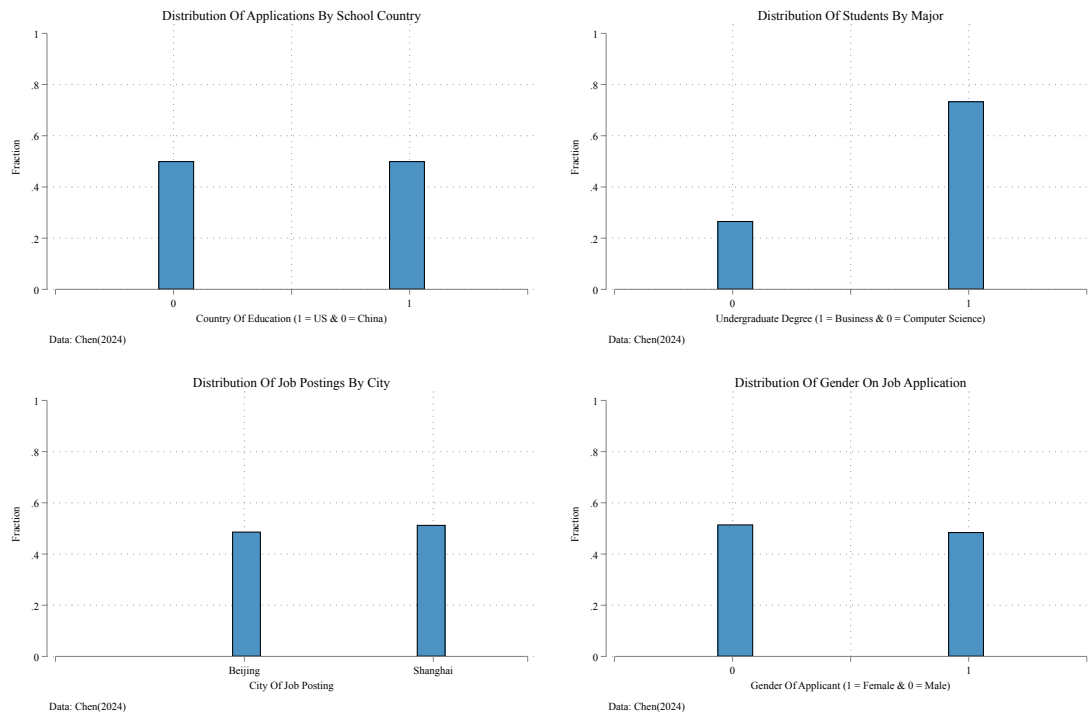 Distribution Of Applications By School Country
1
.8
.6
.4
.2
0
Fraction
0 1
Country Of Education (1 = US & 0 = China)
Data: Chen(2024)
Distribution Of Students By Major
1
.8
.6
.4
.2
0
Fraction
0 1
Undergraduate Degree (1 = Business & 0 = Computer Science)
Data: Chen(2024)
Distribution Of Job Postings By City
1
.8
.6
.4
.2
0
Fraction
Beijing Shanghai
City Of Job Posting
Data: Chen(2024)
Distribution Of Gender On Job Application
1
.8
.6
.4
.2
0
Fraction
0 1
Gender Of Applicant (1 = Female & 0 = Male)
Data: Chen(2024)